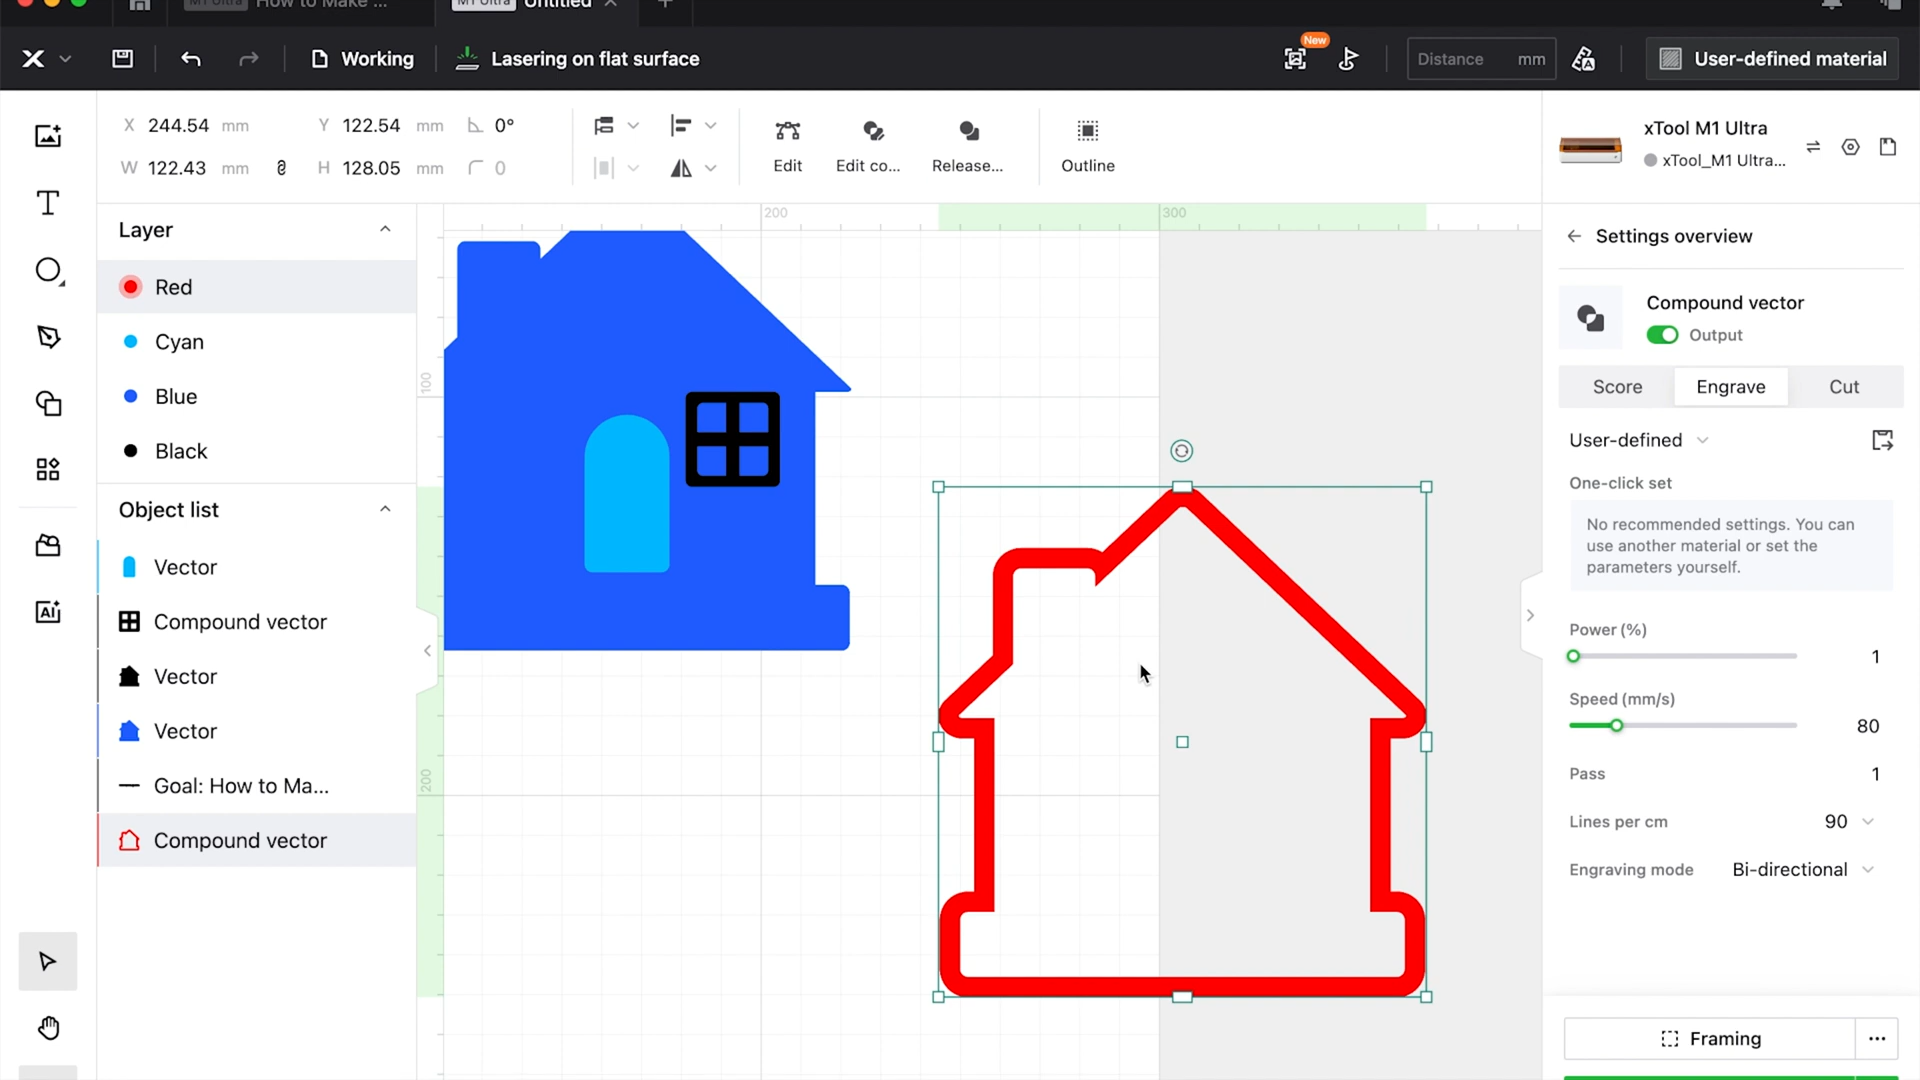 M1 Ultra How to Make ...
M1 Ultra Untitled
Working
Lasering on flat surface
New
Distance mm
User-defined material
X 244.54 mm
Y 122.54 mm
0°
W 122.43 mm
H 128.05 mm
0
Edit
Edit co...
Release...
Outline
xTool M1 Ultra
xTool_M1 Ultra...
Layer
Red
Cyan
Blue
Black
Object list
Vector
Compound vector
Vector
Vector
Goal: How to Ma...
Compound vector
200
300
100
200
Settings overview
Compound vector
Output
Score
Engrave
Cut
User-defined
One-click set
No recommended settings. You can
use another material or set the
parameters yourself.
Power (%)
1
Speed (mm/s)
80
Pass
1
Lines per cm
90
Engraving mode
Bi-directional
Framing
AI